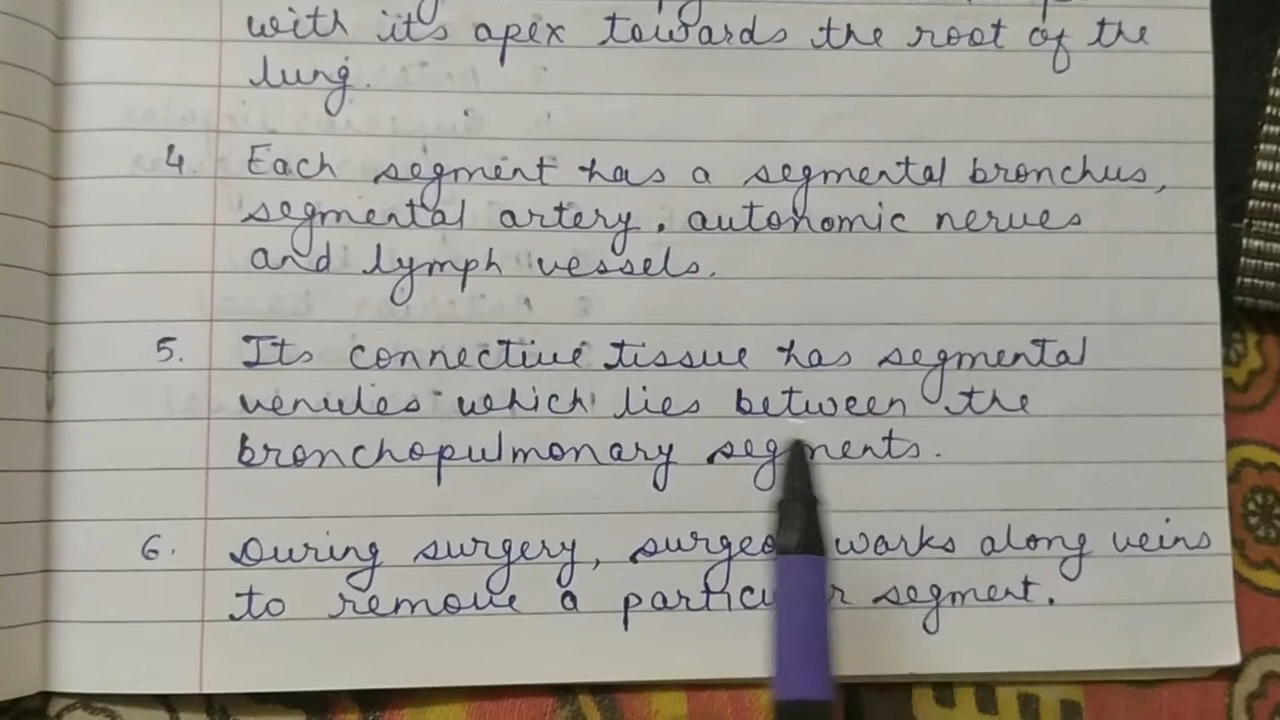 with it's apex towards the root of the
lung.
4. Each segment has a segmental bronchus,
segmental artery, autonomic nerves
and lymph vessels.
5. Its connective tissue has segmental
venules which lies between the
bronchopulmonary segments.
6. During surgery, works along veins
to remove a segment.